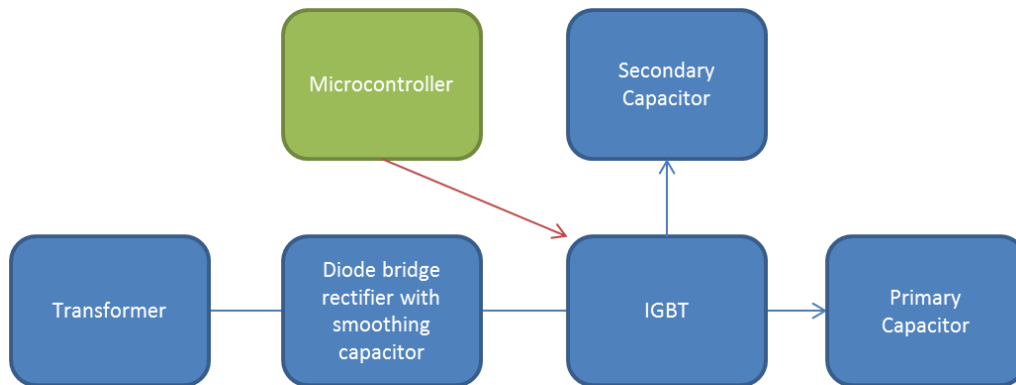 Microcontroller
Secondary
Capacitor
Transformer
Diode bridge
rectifier with
smoothing
capacitor
IGBT
Primary
Capacitor